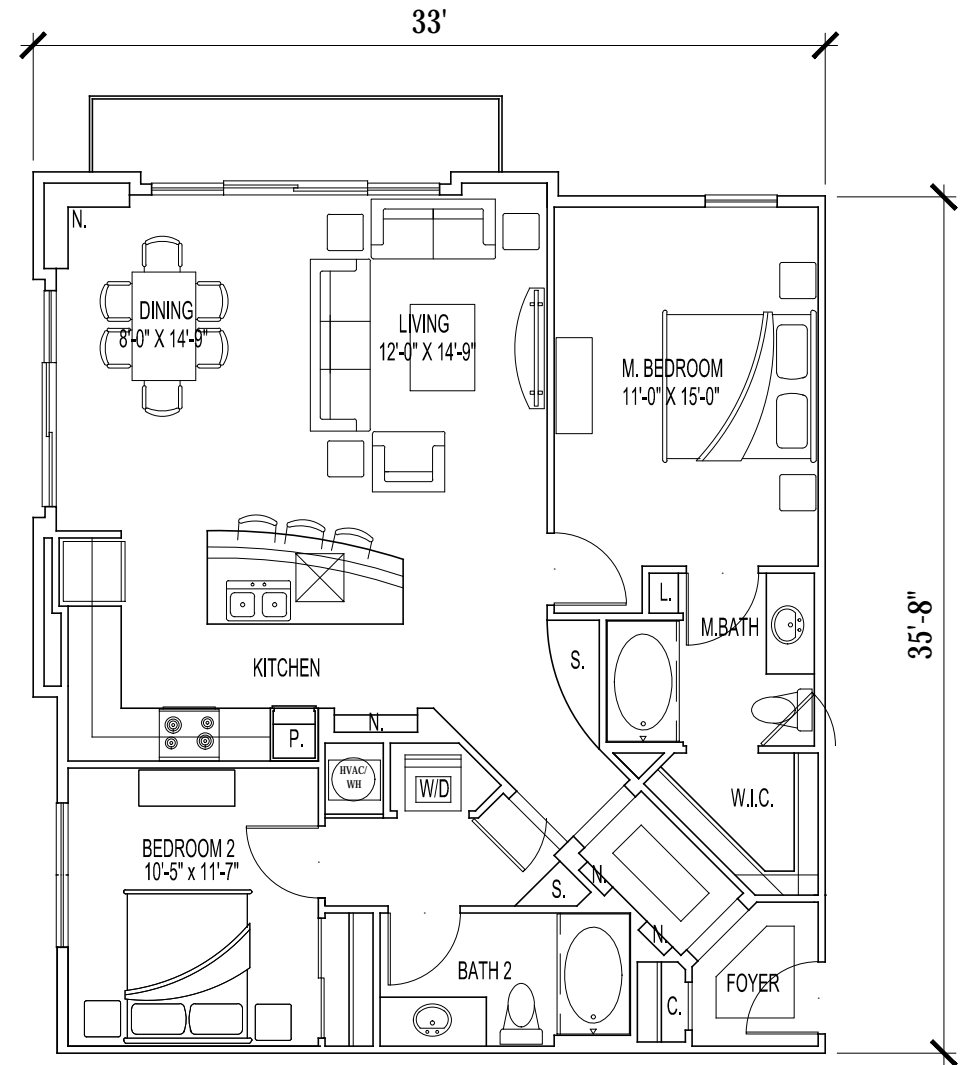 33'
N.
DINING
8'-0" X 14'-9"
LIVING
12'-0" X 14'-9"
M. BEDROOM
11'-0" X 15'-0"
35'-8"
L.
M.BATH
S.
KITCHEN
N.
P.
HVAC/
WH
W/D
W.I.C.
BEDROOM 2
10'-5" x 11'-7"
N.
S.
N.
BATH 2
FOYER
C.